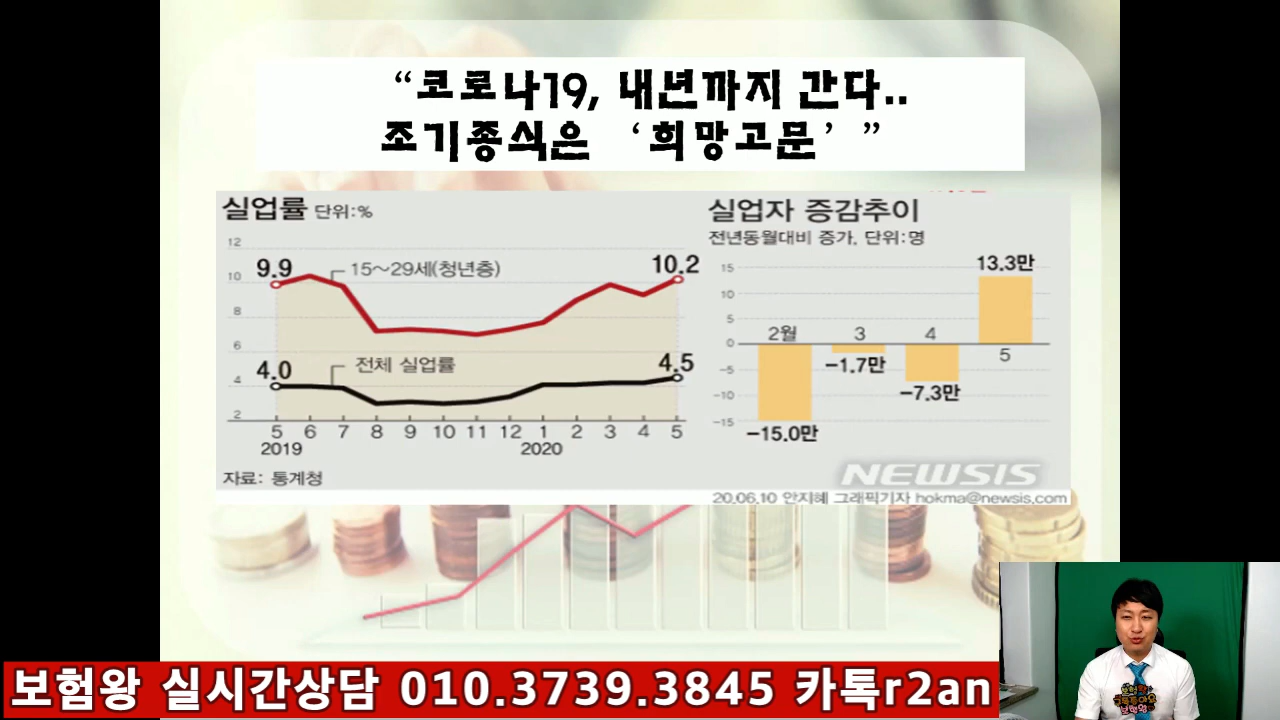 “코로나19, 내년까지 간다..
조기종식은 ‘희망고문’ ”
실업률 단위:%
12
10
8
6
4
2
9.9
15~29세(청년층)
10.2
4.0
전체 실업률
4.5
5 6 7 8 9 10 11 12 1 2 3 4 5
2019 2020
자료: 통계청
실업자 증감추이
전년동월대비 증가, 단위:명
15
10
5
0
-5
-10
-15
13.3만
2월 3 4 5
-1.7만
-7.3만
-15.0만
NEWSIS
20.06.10 안지혜 그래픽기자 hokma@newsis.com
보험왕 실시간상담 010.3739.3845 카톡r2an